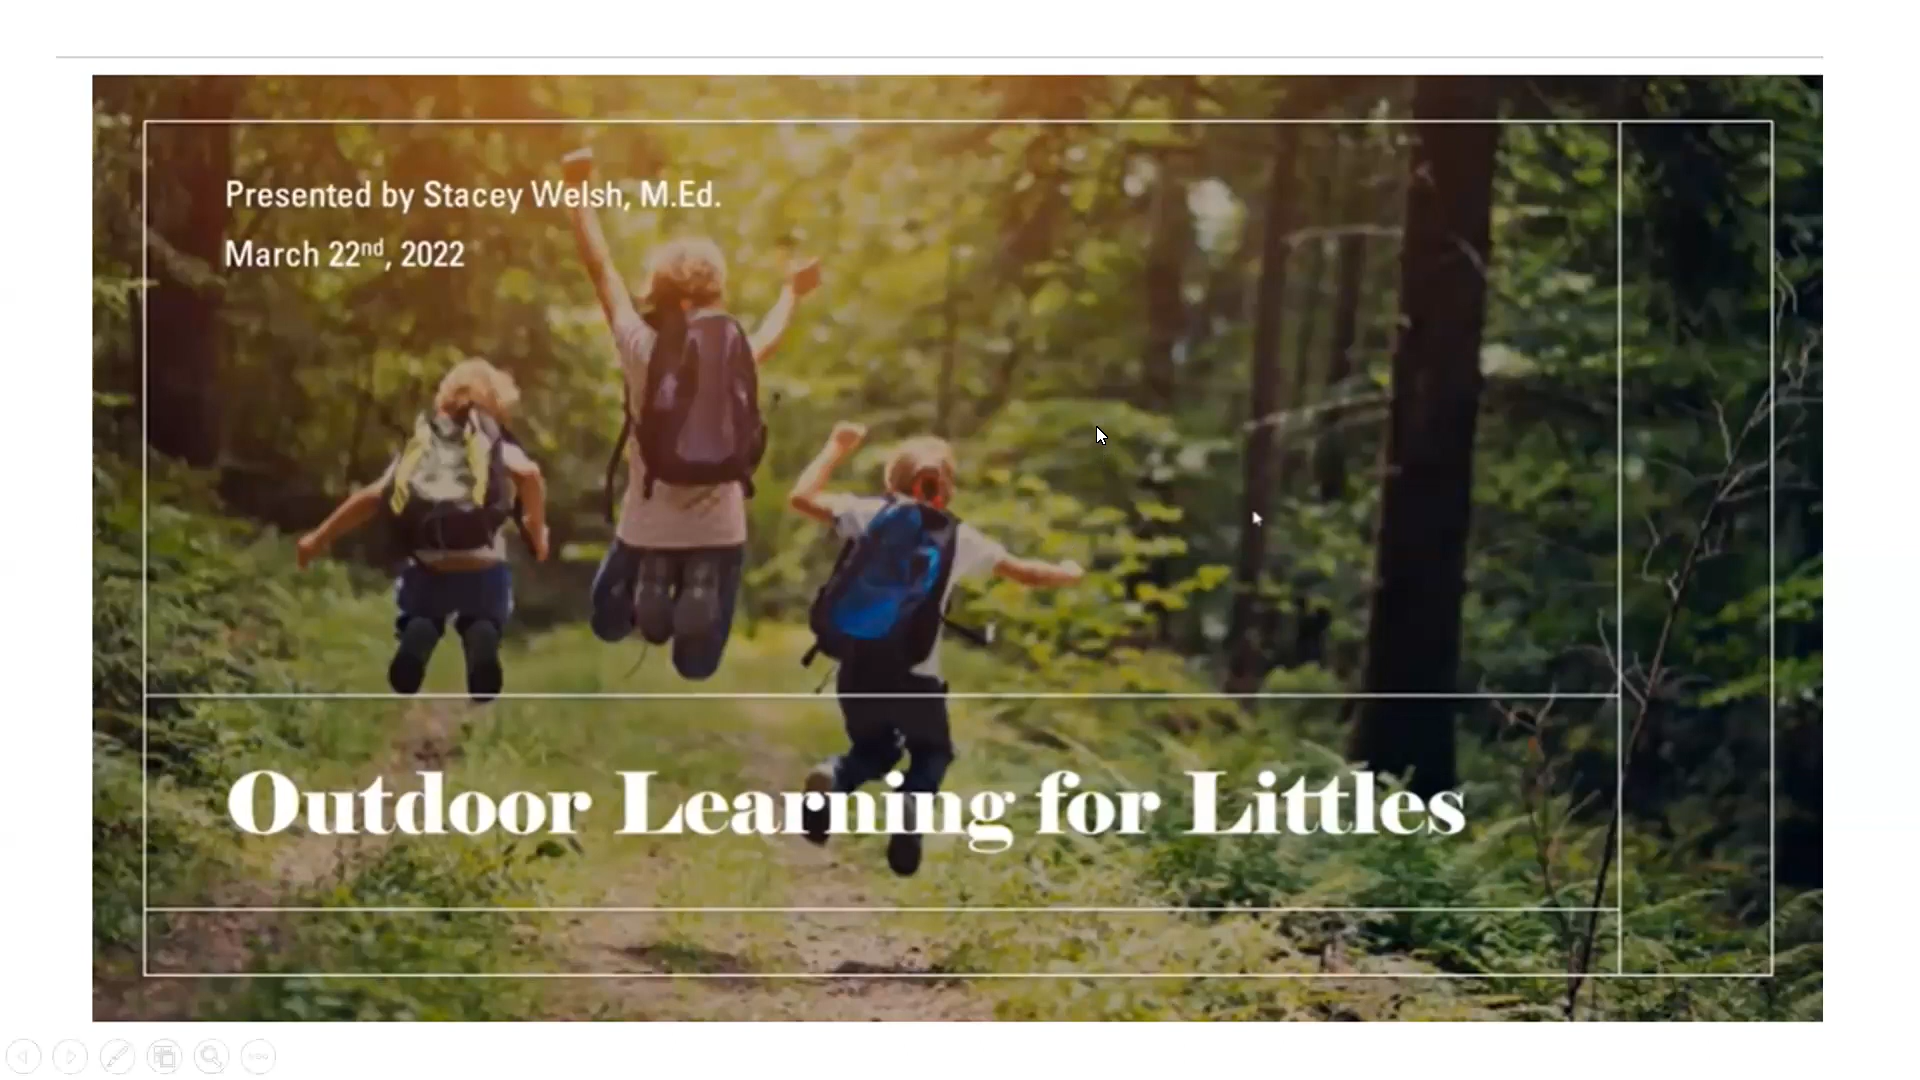 Presented by Stacey Welsh, M.Ed.
March 22nd, 2022
Outdoor Learning for Littles